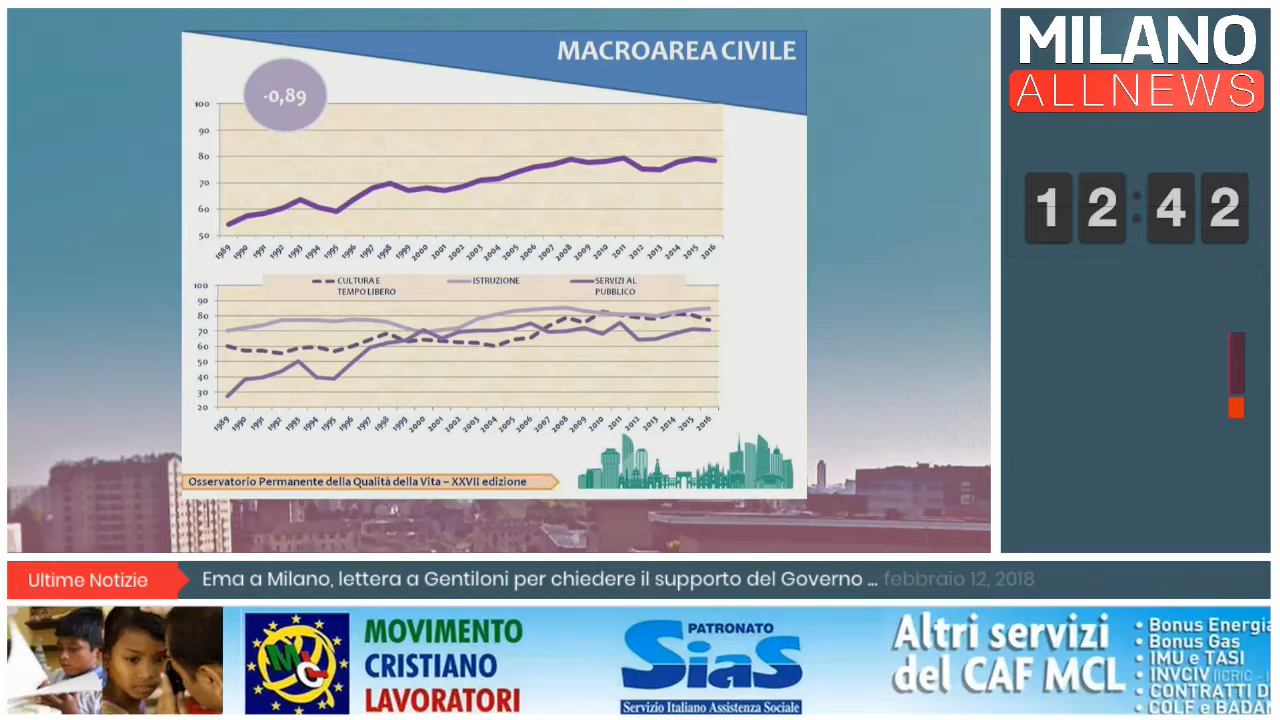 MACROAREA CIVILE
-0,89
100
90
80
70
60
50
1989 1990 1991 1992 1993 1994 1995 1996 1997 1998 1999 2000 2001 2002 2003 2004 2005 2006 2007 2008 2009 2010 2011 2012 2013 2014 2015 2016
CULTURA E
TEMPO LIBERO
ISTRUZIONE
SERVIZI AL
PUBBLICO
100
90
80
70
60
50
40
30
20
1989 1990 1991 1992 1993 1994 1995 1996 1997 1998 1999 2000 2001 2002 2003 2004 2005 2006 2007 2008 2009 2010 2011 2012 2013 2014 2015 2016
Osservatorio Permanente della Qualità della Vita – XXVII edizione
MILANO
ALLNEWS
12:42
!
Ultime Notizie
Ema a Milano, lettera a Gentiloni per chiedere il supporto del Governo ... febbraio 12, 2018
MCL
MOVIMENTO
CRISTIANO
LAVORATORI
PATRONATO
SIAS
Servizio Italiano Assistenza Sociale
Altri servizi
del CAF MCL
• Bonus Energia
• Bonus Gas
• IMU e TASI
• INVCIV (ICRIC -
• CONTRATTI D
• COLF e BADAN